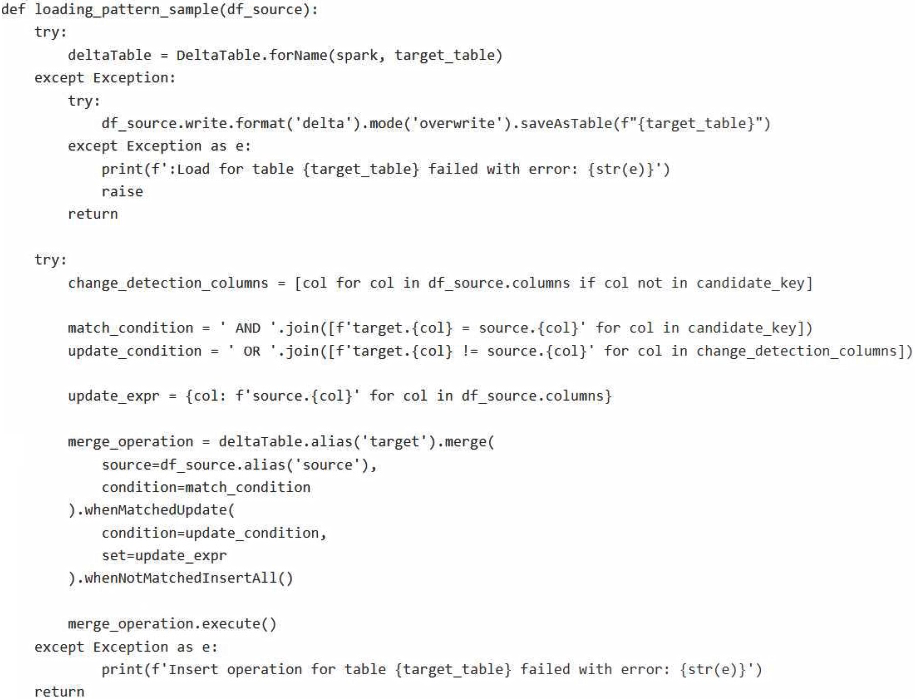 def loading_pattern_sample(df_source):
    try:
        deltaTable = DeltaTable.forName(spark, target_table)
    except Exception:
        try:
            df_source.write.format('delta').mode('overwrite').saveAsTable(f"{target_table}")
        except Exception as e:
            print(f':Load for table {target_table} failed with error: {str(e)}')
            raise
        return

    try:
        change_detection_columns = [col for col in df_source.columns if col not in candidate_key]

        match_condition = ' AND '.join([f'target.{col} = source.{col}' for col in candidate_key])
        update_condition = ' OR '.join([f'target.{col} != source.{col}' for col in change_detection_columns])

        update_expr = {col: f'source.{col}' for col in df_source.columns}

        merge_operation = deltaTable.alias('target').merge(
            source=df_source.alias('source'),
            condition=match_condition
        ).whenMatchedUpdate(
            condition=update_condition,
            set=update_expr
        ).whenNotMatchedInsertAll()

        merge_operation.execute()
    except Exception as e:
            print(f'Insert operation for table {target_table} failed with error: {str(e)}')
    return